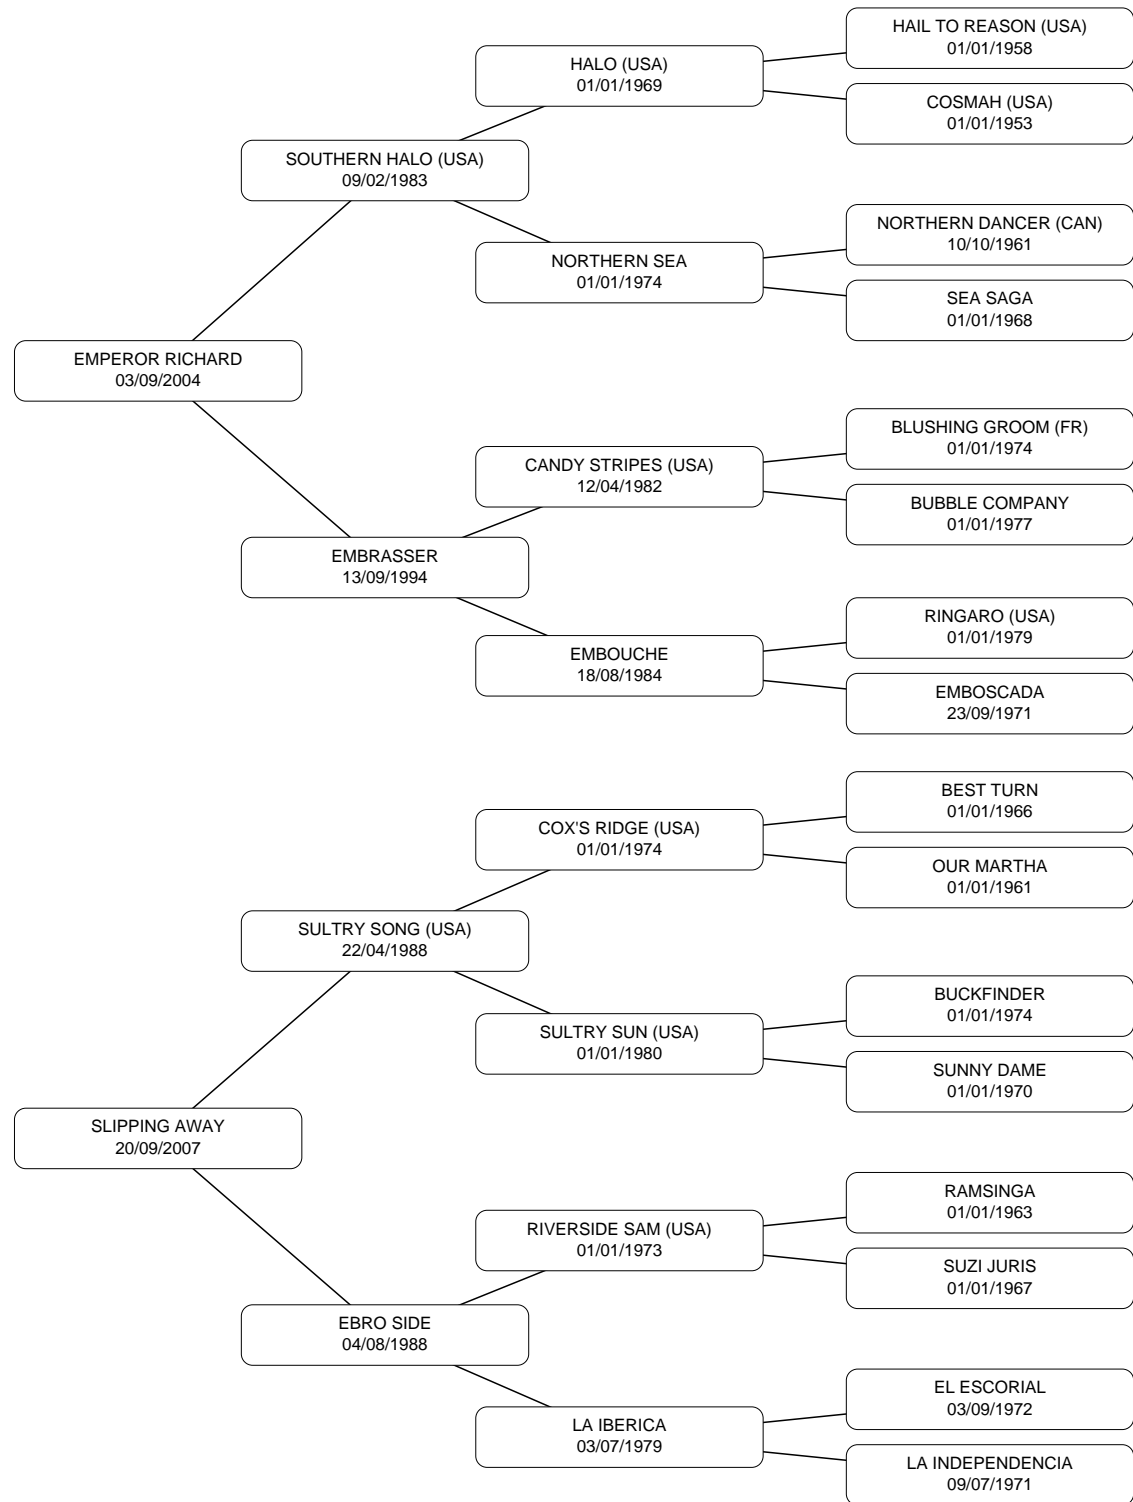 HAIL TO REASON (USA)
01/01/1958
HALO (USA)
01/01/1969
COSMAH (USA)
01/01/1953
SOUTHERN HALO (USA)
09/02/1983
NORTHERN DANCER (CAN)
10/10/1961
NORTHERN SEA
01/01/1974
SEA SAGA
01/01/1968
EMPEROR RICHARD
03/09/2004
BLUSHING GROOM (FR)
01/01/1974
CANDY STRIPES (USA)
12/04/1982
BUBBLE COMPANY
01/01/1977
EMBRASSER
13/09/1994
RINGARO (USA)
01/01/1979
EMBOUCHE
18/08/1984
EMBOSCADA
23/09/1971
BEST TURN
01/01/1966
COX'S RIDGE (USA)
01/01/1974
OUR MARTHA
01/01/1961
SULTRY SONG (USA)
22/04/1988
BUCKFINDER
01/01/1974
SULTRY SUN (USA)
01/01/1980
SUNNY DAME
01/01/1970
SLIPPING AWAY
20/09/2007
RAMSINGA
01/01/1963
RIVERSIDE SAM (USA)
01/01/1973
SUZI JURIS
01/01/1967
EBRO SIDE
04/08/1988
EL ESCORIAL
03/09/1972
LA IBERICA
03/07/1979
LA INDEPENDENCIA
09/07/1971